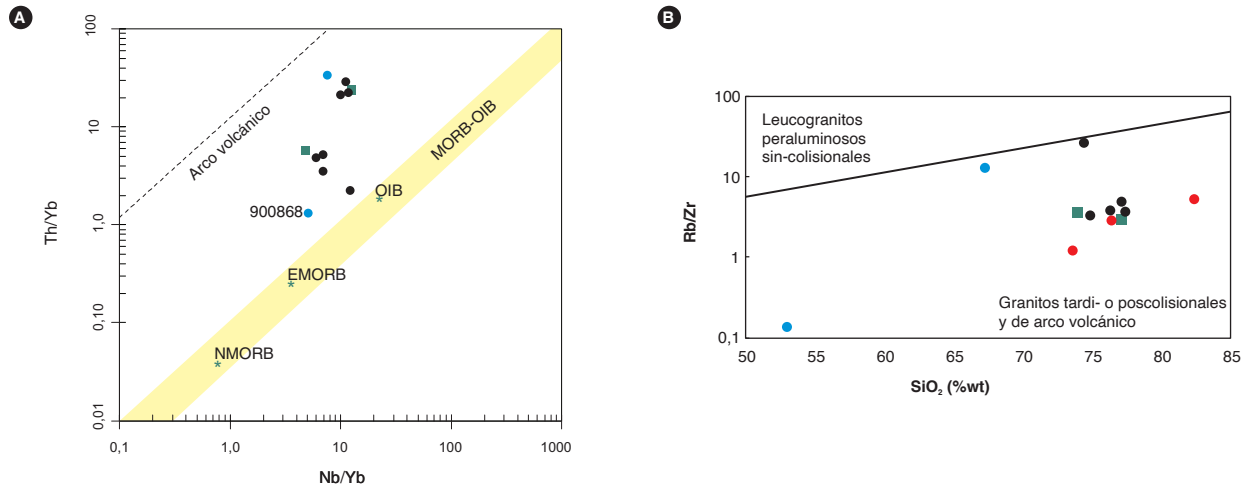 A
100
10
1,0
0,10
0,01
Th/Yb
Arco volcánico
MORB-OIB
OIB
900868
EMORB
NMORB
*
*
*
0,1
1,0
10
100
1000
Nb/Yb
B
100
10
1
0,1
Rb/Zr
Leucogranitos
peraluminosos
sin-colisionales
Granitos tardi- o poscolisionales
y de arco volcánico
50
55
60
65
70
75
80
85
SiO₂ (%wt)